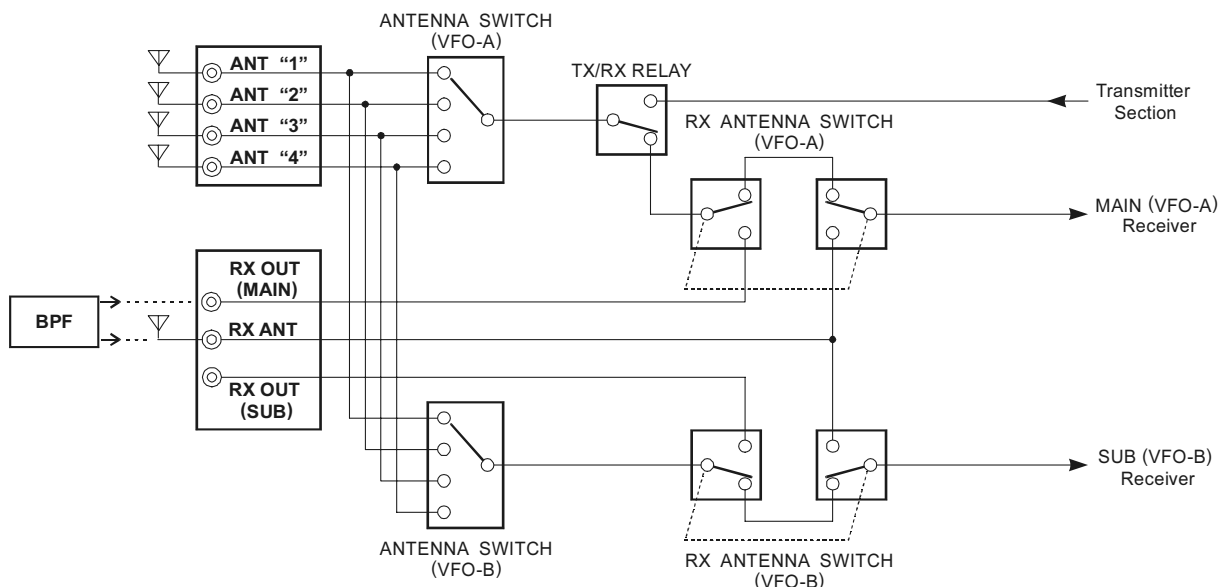 ANTENNA SWITCH
(VFO-A)
ANT “1”
ANT “2”
ANT “3”
ANT “4”
TX/RX RELAY
Transmitter
Section
RX ANTENNA SWITCH
(VFO-A)
MAIN (VFO-A)
Receiver
BPF
RX OUT
(MAIN)
RX ANT
RX OUT
(SUB)
SUB (VFO-B)
Receiver
ANTENNA SWITCH
(VFO-B)
RX ANTENNA SWITCH
(VFO-B)